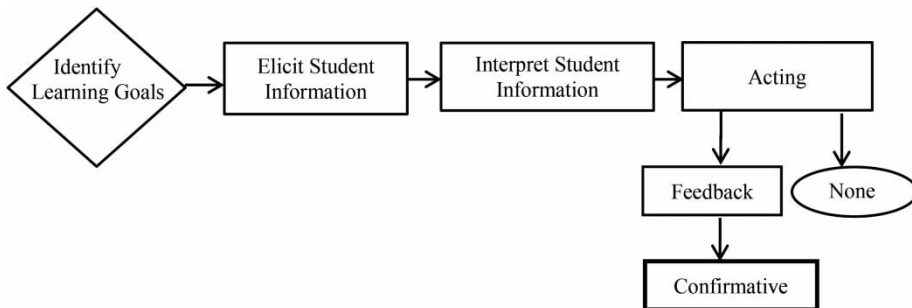 Identify
Learning Goals
Elicit Student
Information
Interpret Student
Information
Acting
Feedback
None
Confirmative